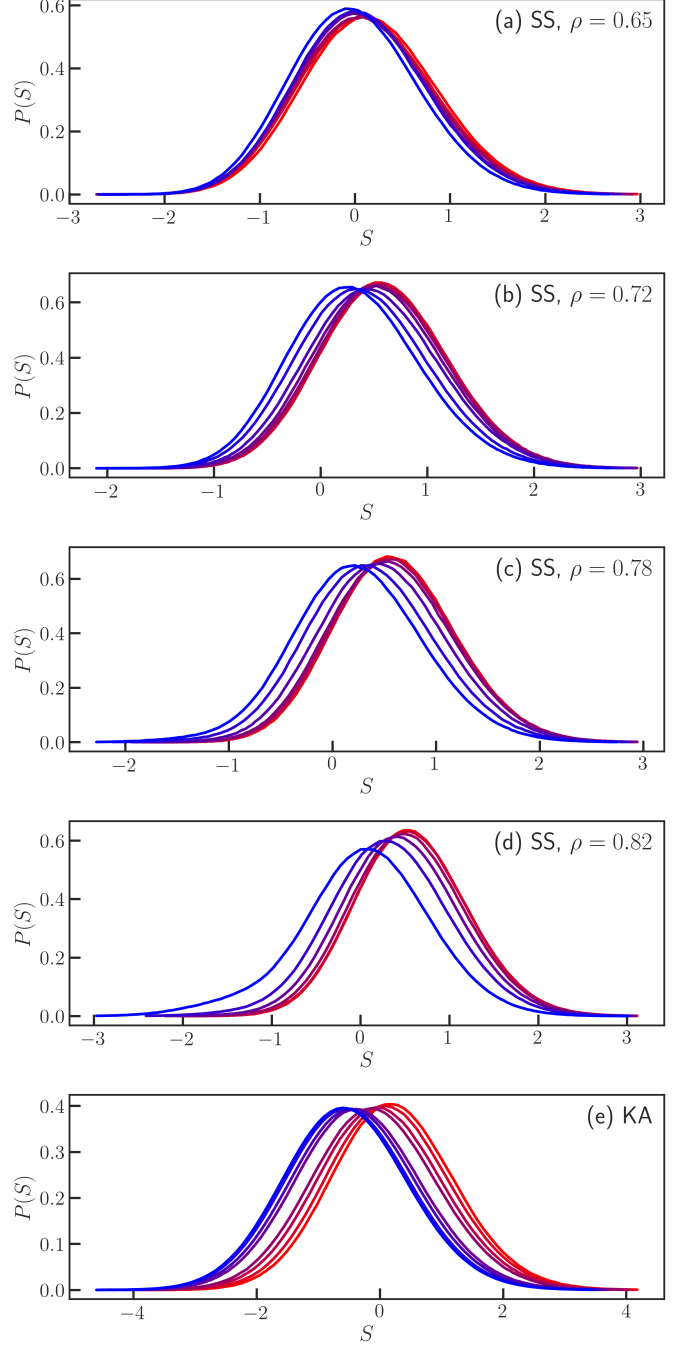 (a) SS, ρ = 0.65
P(S)
0.6
0.4
0.2
0.0
−3 −2 −1 0 1 2 3
S
(b) SS, ρ = 0.72
P(S)
0.6
0.4
0.2
0.0
−2 −1 0 1 2 3
S
(c) SS, ρ = 0.78
P(S)
0.6
0.4
0.2
0.0
−2 −1 0 1 2 3
S
(d) SS, ρ = 0.82
P(S)
0.6
0.4
0.2
0.0
−3 −2 −1 0 1 2 3
S
(e) KA
P(S)
0.4
0.3
0.2
0.1
0.0
−4 −2 0 2 4
S